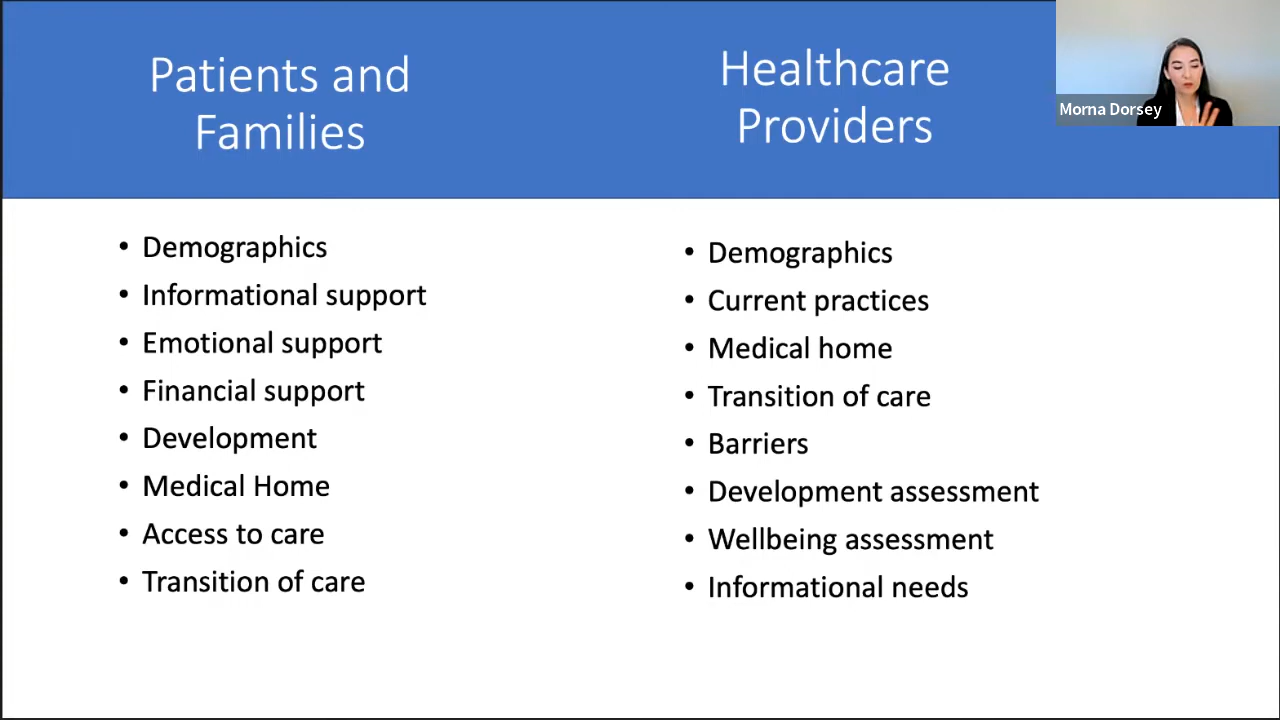 Patients and
Families
• Demographics
• Informational support
• Emotional support
• Financial support
• Development
• Medical Home
• Access to care
• Transition of care
Healthcare
Providers
• Demographics
• Current practices
• Medical home
• Transition of care
• Barriers
• Development assessment
• Wellbeing assessment
• Informational needs
Morna Dorsey